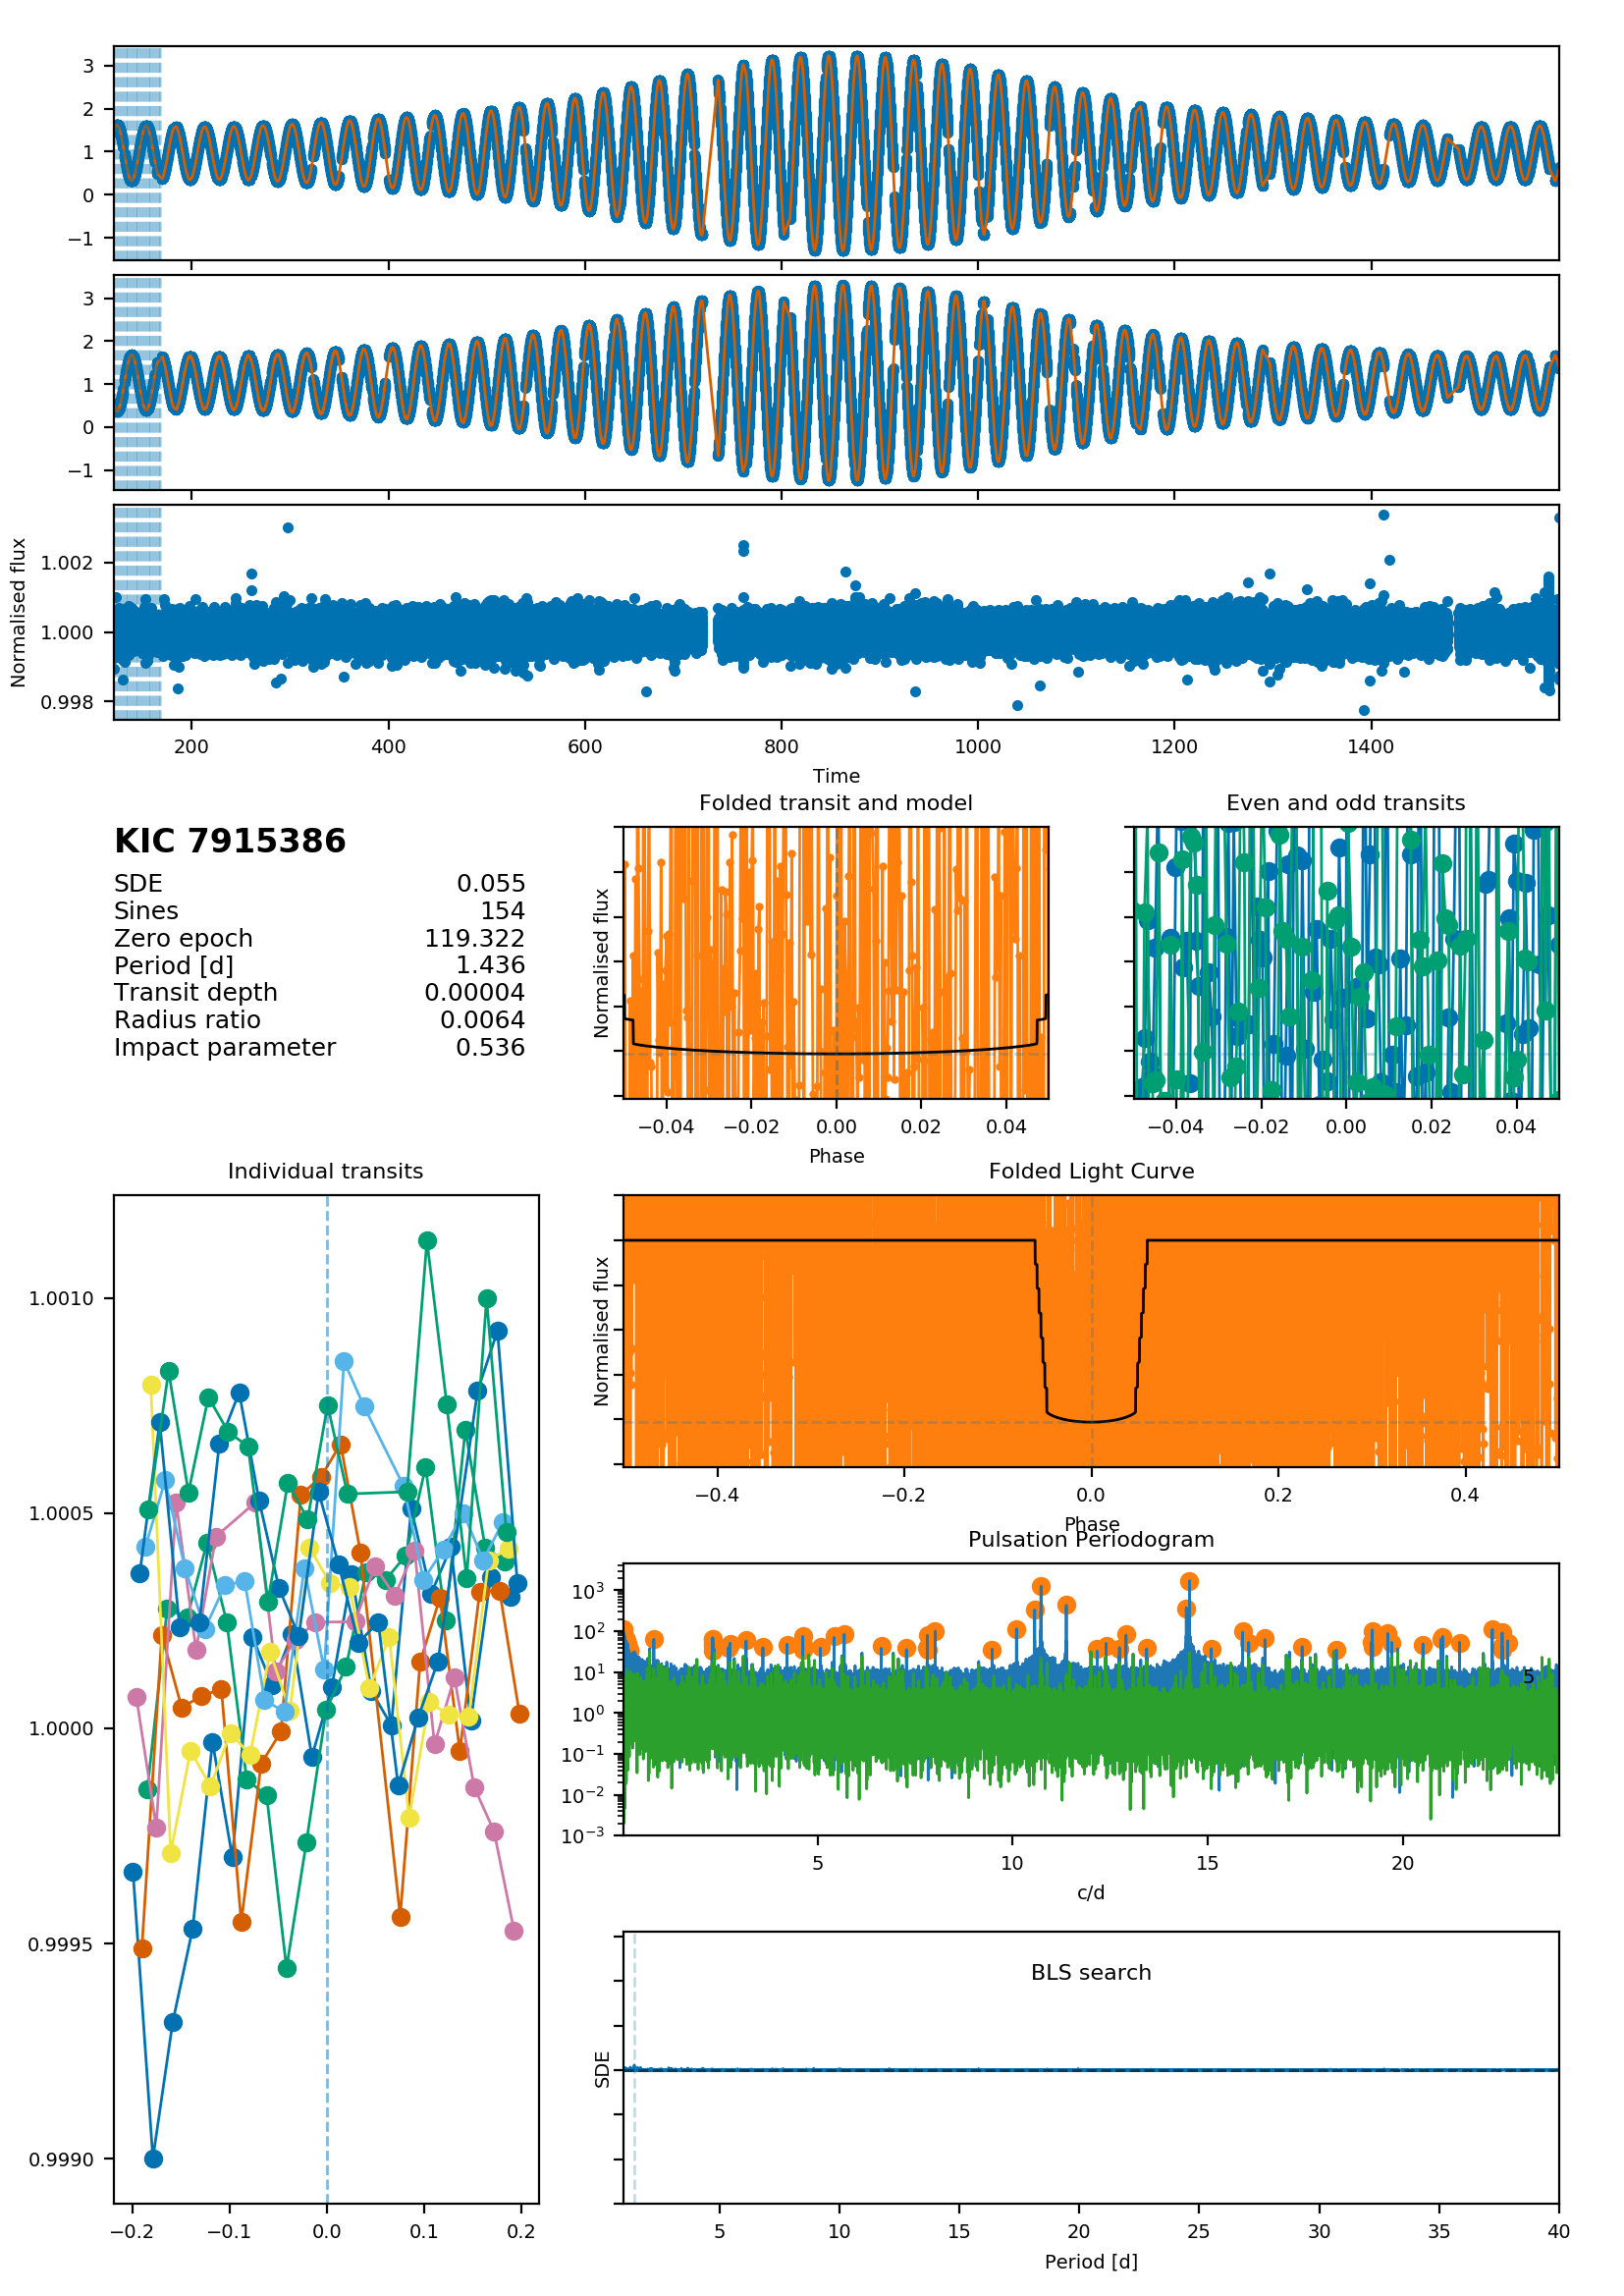 3
2
1
0
−1
3
2
1
0
−1
Normalised flux
1.002
1.000
0.998
200 400 600 800 1000 1200 1400
Time
KIC 7915386
SDE 0.055
Sines 154
Zero epoch 119.322
Period [d] 1.436
Transit depth 0.00004
Radius ratio 0.0064
Impact parameter 0.536
Folded transit and model
Normalised flux
−0.04 −0.02 0.00 0.02 0.04
Phase
Even and odd transits
−0.04 −0.02 0.00 0.02 0.04
Individual transits
1.0010
1.0005
1.0000
0.9995
0.9990
−0.2 −0.1 0.0 0.1 0.2
Folded Light Curve
Normalised flux
−0.4 −0.2 0.0 0.2 0.4
Phase
Pulsation Periodogram
10³
10²
10¹
10⁰
10⁻¹
10⁻²
10⁻³
5
5 10 15 20
c/d
BLS search
SDE
5 10 15 20 25 30 35 40
Period [d]